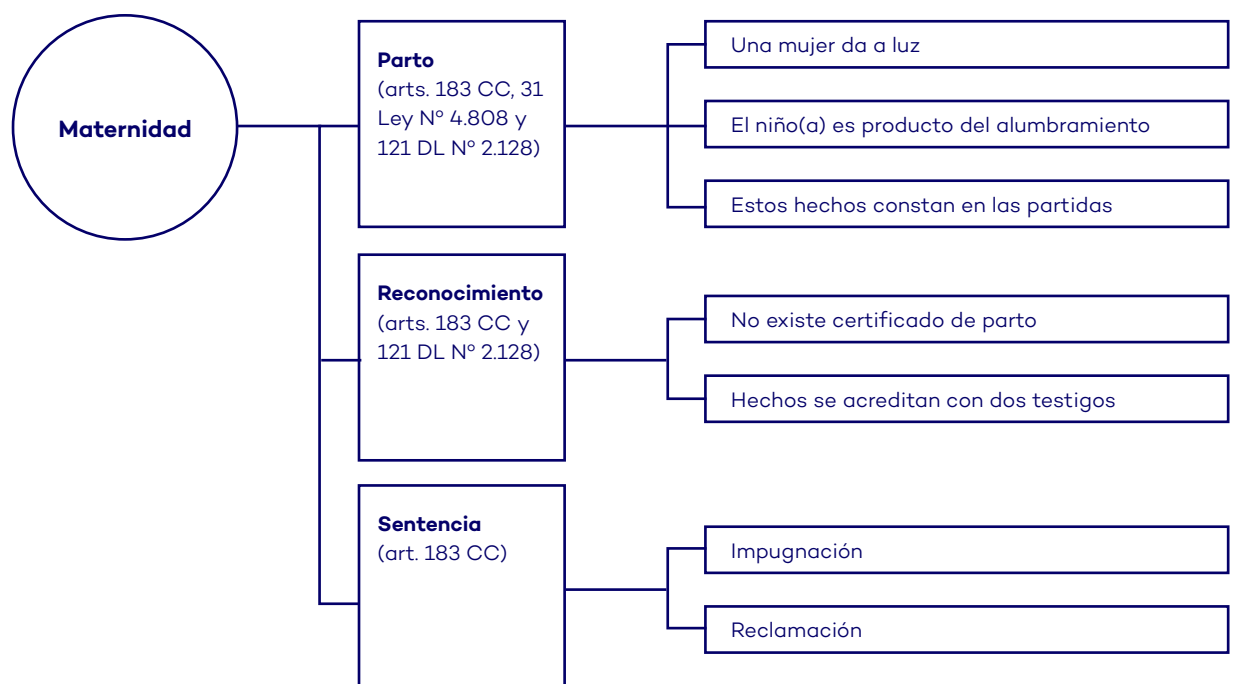 Maternidad
Parto
(arts. 183 CC, 31
Ley Nº 4.808 y
121 DL Nº 2.128)
Una mujer da a luz
El niño(a) es producto del alumbramiento
Estos hechos constan en las partidas
Reconocimiento
(arts. 183 CC y
121 DL Nº 2.128)
No existe certificado de parto
Hechos se acreditan con dos testigos
Sentencia
(art. 183 CC)
Impugnación
Reclamación